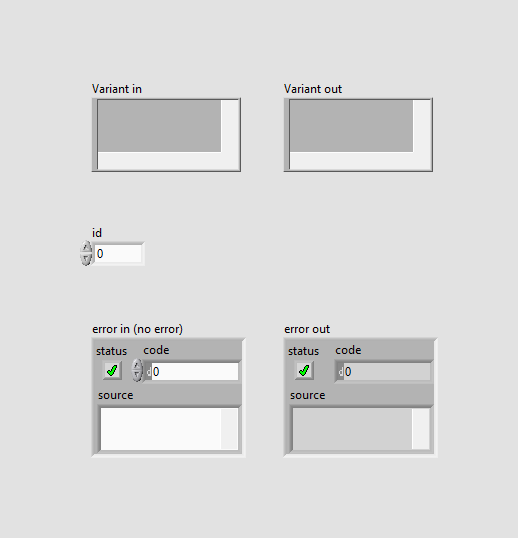 Variant in Variant out
id
0
error in (no error) error out
status code status code
d 0 d 0
source source